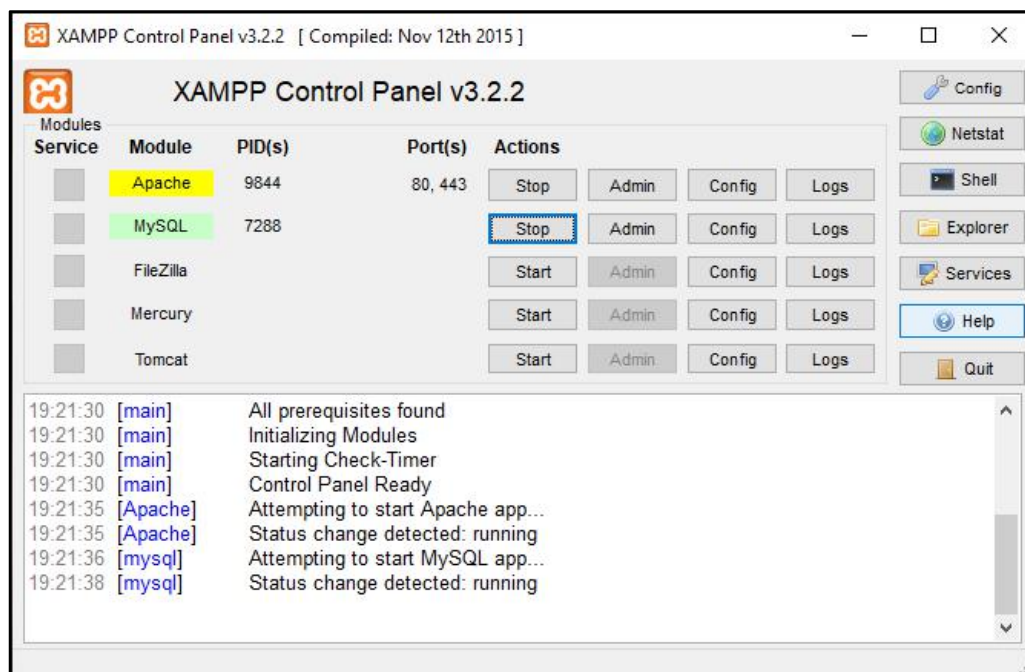 XAMPP Control Panel v3.2.2 [ Compiled: Nov 12th 2015 ]
XAMPP Control Panel v3.2.2
Config
Modules
Service Module PID(s) Port(s) Actions
Netstat
Apache 9844 80, 443 Stop Admin Config Logs
Shell
MySQL 7288 Stop Admin Config Logs
Explorer
FileZilla Start Admin Config Logs
Services
Mercury Start Admin Config Logs
Help
Tomcat Start Admin Config Logs
Quit
19:21:30 [main] All prerequisites found
19:21:30 [main] Initializing Modules
19:21:30 [main] Starting Check-Timer
19:21:30 [main] Control Panel Ready
19:21:35 [Apache] Attempting to start Apache app...
19:21:35 [Apache] Status change detected: running
19:21:36 [mysql] Attempting to start MySQL app...
19:21:38 [mysql] Status change detected: running